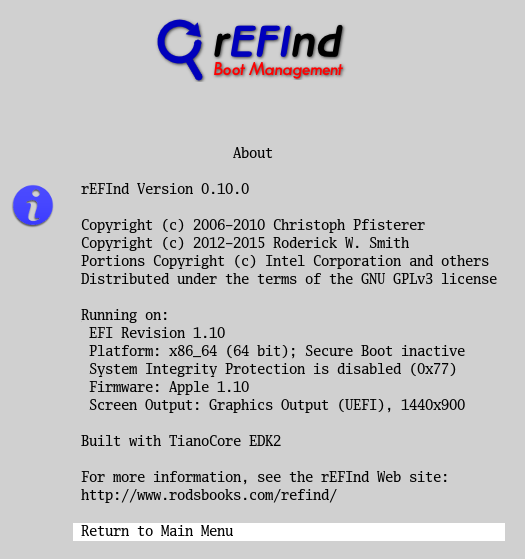 rEFInd
Boot Management
About
rEFInd Version 0.10.0
Copyright (c) 2006-2010 Christoph Pfisterer
Copyright (c) 2012-2015 Roderick W. Smith
Portions Copyright (c) Intel Corporation and others
Distributed under the terms of the GNU GPLv3 license
Running on:
EFI Revision 1.10
Platform: x86_64 (64 bit); Secure Boot inactive
System Integrity Protection is disabled (0x77)
Firmware: Apple 1.10
Screen Output: Graphics Output (UEFI), 1440x900
Built with TianoCore EDK2
For more information, see the rEFInd Web site:
http://www.rodsbooks.com/refind/
Return to Main Menu